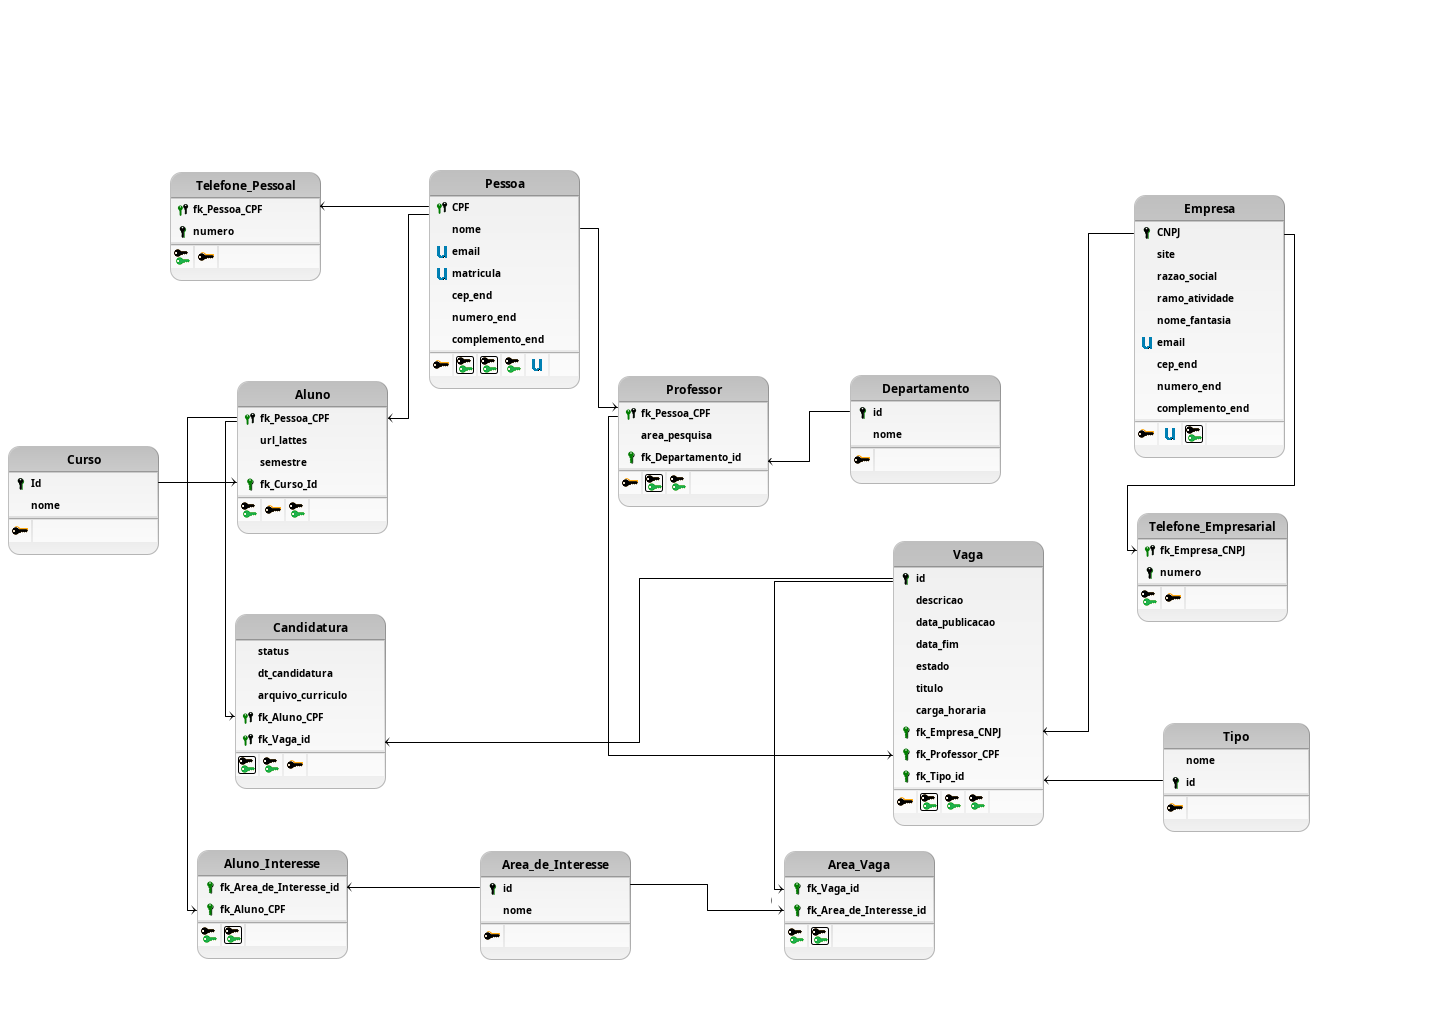 Telefone_Pessoal
fk_Pessoa_CPF
numero
Pessoa
CPF
nome
U email
U matricula
cep_end
numero_end
complemento_end
U
Empresa
CNPJ
site
razao_social
ramo_atividade
nome_fantasia
U email
cep_end
numero_end
complemento_end
U
Aluno
fk_Pessoa_CPF
url_lattes
semestre
fk_Curso_Id
Professor
fk_Pessoa_CPF
area_pesquisa
fk_Departamento_id
Departamento
id
nome
Curso
Id
nome
Telefone_Empresarial
fk_Empresa_CNPJ
numero
Vaga
id
descricao
data_publicacao
data_fim
estado
titulo
carga_horaria
fk_Empresa_CNPJ
fk_Professor_CPF
fk_Tipo_id
Candidatura
status
dt_candidatura
arquivo_curriculo
fk_Aluno_CPF
fk_Vaga_id
Tipo
nome
id
Aluno_Interesse
fk_Area_de_Interesse_id
fk_Aluno_CPF
Area_de_Interesse
id
nome
Area_Vaga
fk_Vaga_id
fk_Area_de_Interesse_id